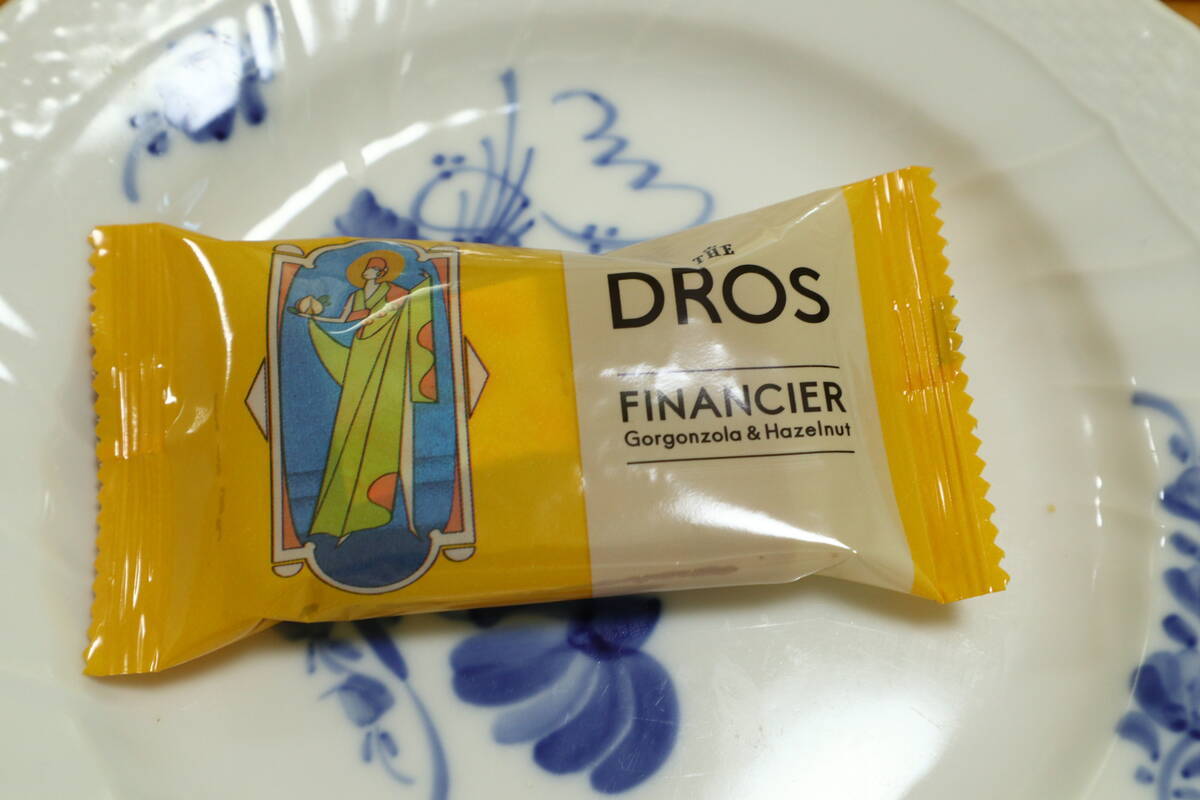 THE
DROS
FINANCIER
Gorgonzola & Hazelnut